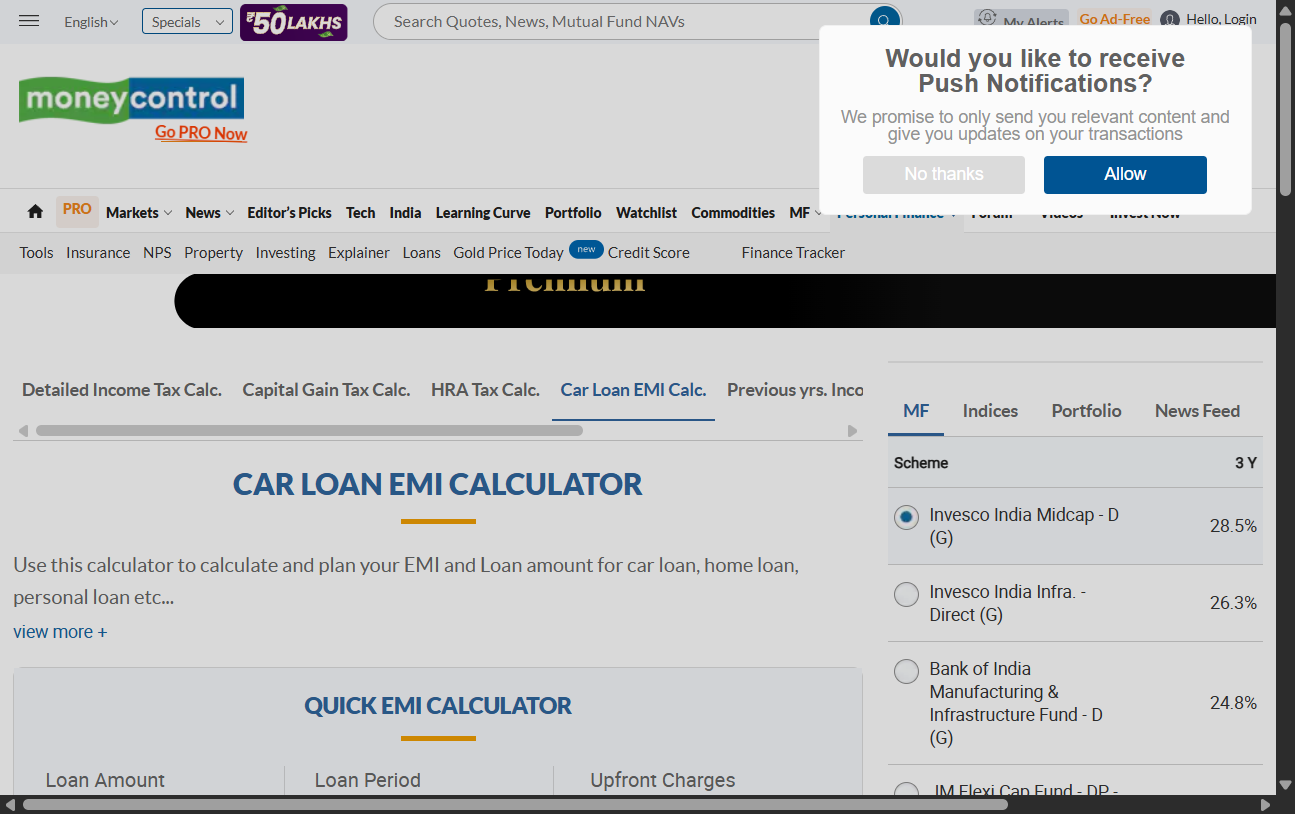 English
Specials
₹50 LAKHS
Search Quotes, News, Mutual Fund NAVs
My Alerts
Go Ad-Free
Hello, Login
Would you like to receive
Push Notifications?
We promise to only send you relevant content and
give you updates on your transactions
No thanks
Allow
moneycontrol
Go PRO Now
PRO
Markets
News
Editor's Picks
Tech
India
Learning Curve
Portfolio
Watchlist
Commodities
MF
Personal Finance
Forum
Videos
Invest Now
Tools
Insurance
NPS
Property
Investing
Explainer
Loans
Gold Price Today
new
Credit Score
Finance Tracker
Premium
Detailed Income Tax Calc.
Capital Gain Tax Calc.
HRA Tax Calc.
Car Loan EMI Calc.
Previous yrs. Inco
CAR LOAN EMI CALCULATOR
Use this calculator to calculate and plan your EMI and Loan amount for car loan, home loan,
personal loan etc...
view more +
QUICK EMI CALCULATOR
Loan Amount
Loan Period
Upfront Charges
MF
Indices
Portfolio
News Feed
Scheme
3 Y
Invesco India Midcap - D
(G)
28.5%
Invesco India Infra. -
Direct (G)
26.3%
Bank of India
Manufacturing &
Infrastructure Fund - D
(G)
24.8%
JM Flexi Cap Fund - DP -